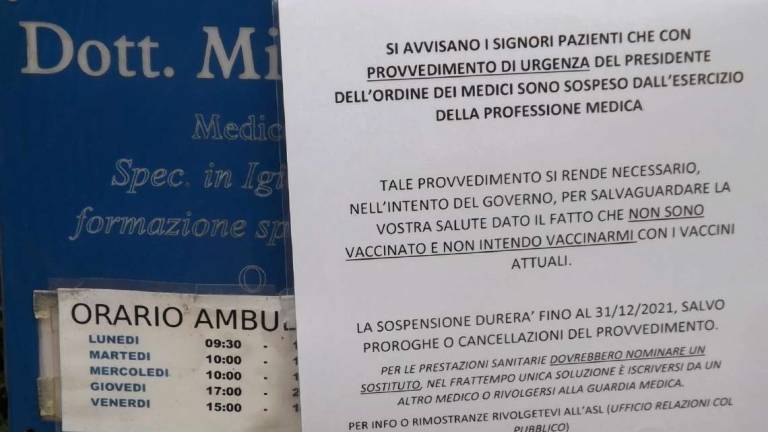 Dott. Mi
Medic
Spec. in Igi
formazione sp
O
ORARIO AMBUL
LUNEDI 09:30 - 1
MARTEDI 10:00 - 1
MERCOLEDI 10:00 - 1
GIOVEDI 17:00 - 2
VENERDI 15:00 - 1
SI AVVISANO I SIGNORI PAZIENTI CHE CON
PROVVEDIMENTO DI URGENZA DEL PRESIDENTE
DELL'ORDINE DEI MEDICI SONO SOSPESO DALL'ESERCIZIO
DELLA PROFESSIONE MEDICA
TALE PROVVEDIMENTO SI RENDE NECESSARIO,
NELL'INTENTO DEL GOVERNO, PER SALVAGUARDARE LA
VOSTRA SALUTE DATO IL FATTO CHE NON SONO
VACCINATO E NON INTENDO VACCINARMI CON I VACCINI
ATTUALI.
LA SOSPENSIONE DURERA' FINO AL 31/12/2021, SALVO
PROROGHE O CANCELLAZIONI DEL PROVVEDIMENTO.
PER LE PRESTAZIONI SANITARIE DOVREBBERO NOMINARE UN
SOSTITUTO, NEL FRATTEMPO UNICA SOLUZIONE È ISCRIVERSI DA UN
ALTRO MEDICO O RIVOLGERSI ALLA GUARDIA MEDICA.
PER INFO O RIMOSTRANZE RIVOLGETEVI ALL'ASL (UFFICIO RELAZIONI COL
PUBBLICO)